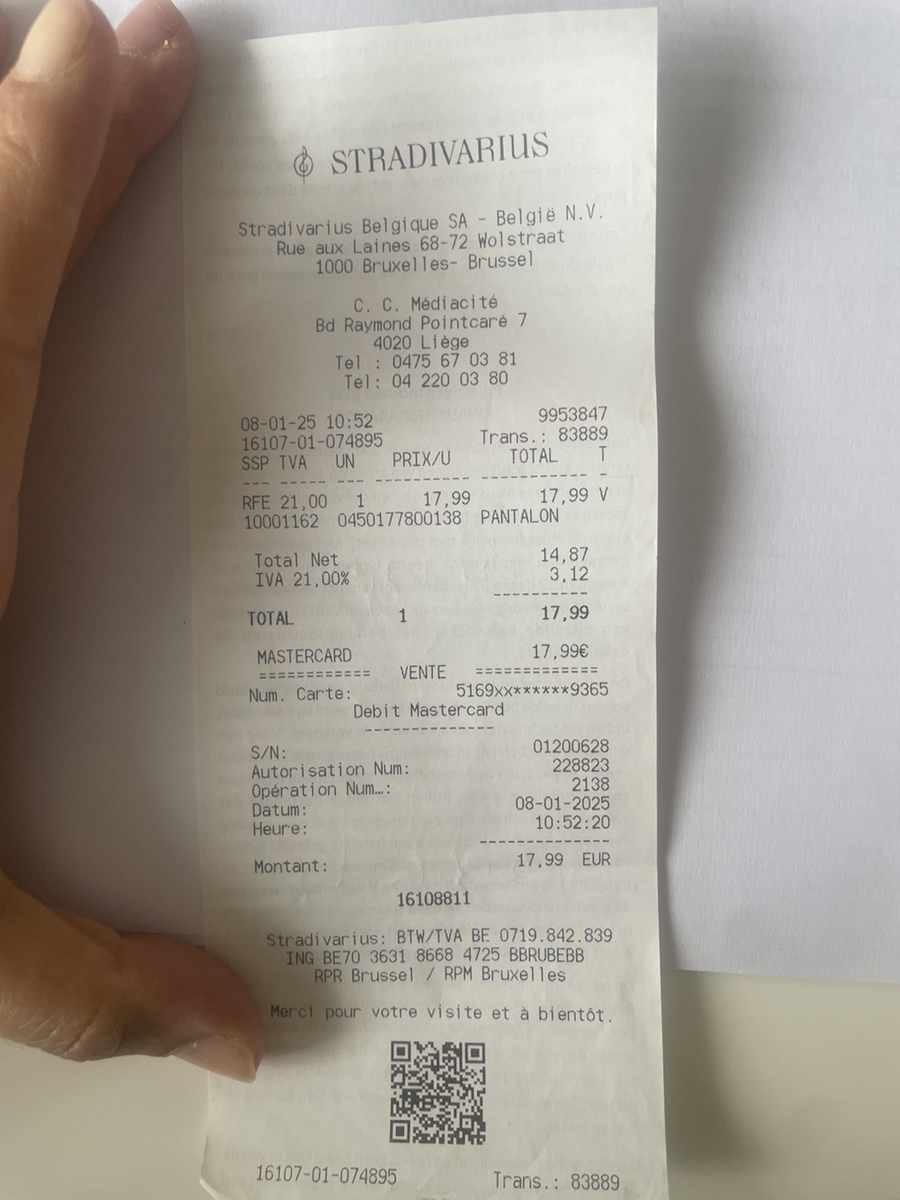 STRADIVARIUS
Stradivarius Belgique SA - België N.V.
Rue aux Laines 68-72 Wolstraat
1000 Bruxelles- Brussel
C. C. Médiacité
Bd Raymond Pointcaré 7
4020 Liège
Tel : 0475 67 03 81
Tel: 04 220 03 80
08-01-25 10:52 9953847
16107-01-074895 Trans.: 83889
SSP TVA UN PRIX/U TOTAL T
--- ----- --- ---------- ----------- -
RFE 21,00 1 17,99 17,99 V
10001162 0450177800138 PANTALON
Total Net 14,87
IVA 21,00% 3,12
----------
TOTAL 1 17,99
MASTERCARD 17,99€
============ VENTE =============
Num. Carte: 5169xx******9365
Debit Mastercard
--------------
S/N: 01200628
Autorisation Num: 228823
Opération Num…: 2138
Datum: 08-01-2025
Heure: 10:52:20
--------------
Montant: 17,99 EUR
16108811
Stradivarius: BTW/TVA BE 0719.842.839
ING BE70 3631 8668 4725 BBRUBEBB
RPR Brussel / RPM Bruxelles
Merci pour votre visite et à bientôt.
16107-01-074895 Trans.: 83889